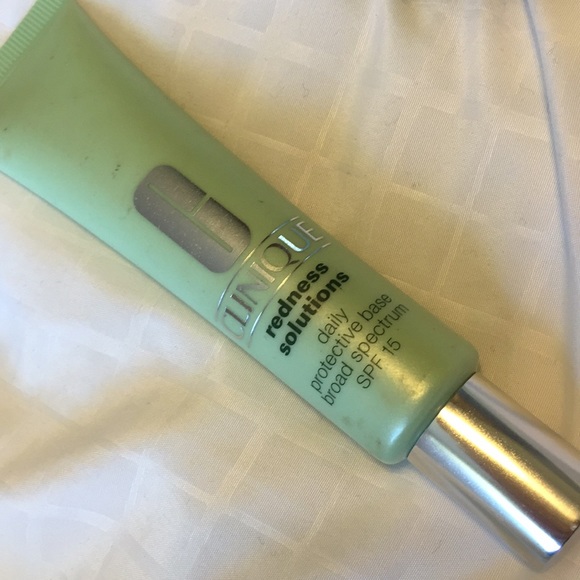 CLINIQUE
redness
solutions
daily
protective base
broad spectrum
SPF 15